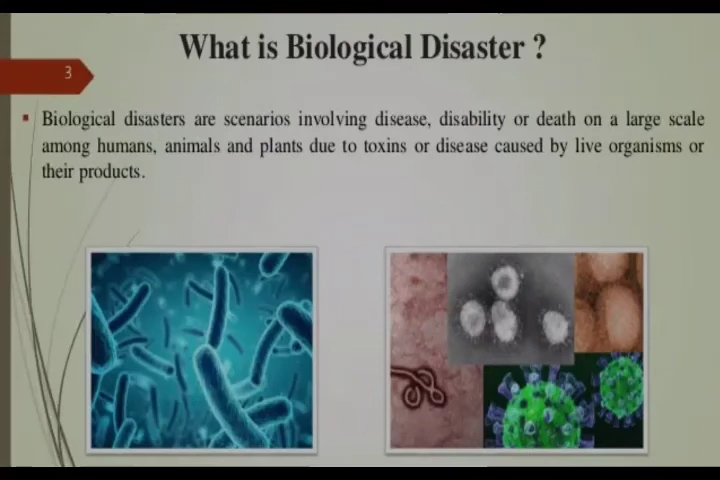 What is Biological Disaster ?
3
Biological disasters are scenarios involving disease, disability or death on a large scale
among humans, animals and plants due to toxins or disease caused by live organisms or
their products.